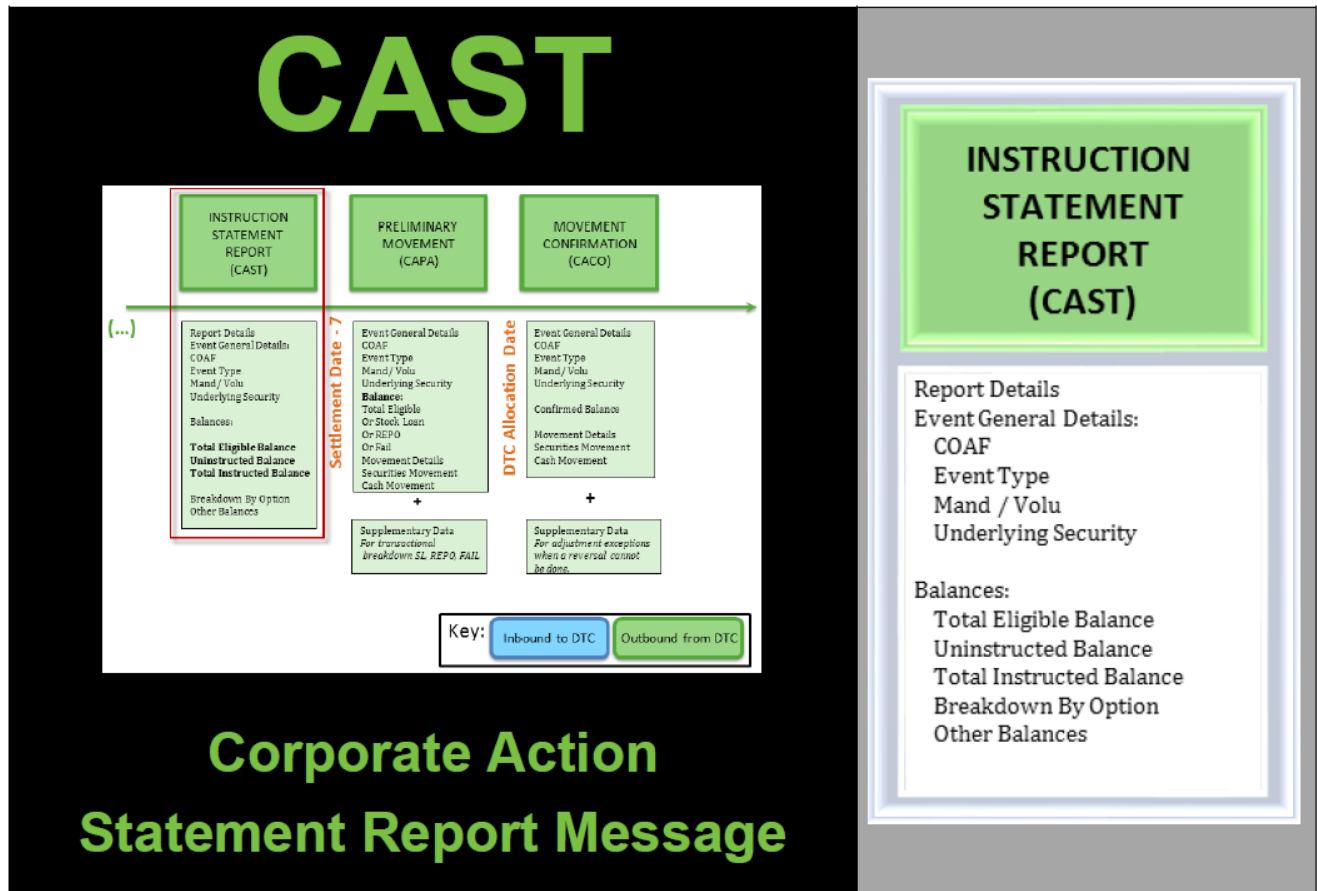 CAST
INSTRUCTION
STATEMENT
REPORT
(CAST)
PRELIMINARY
MOVEMENT
(CAPA)
MOVEMENT
CONFIRMATION
(CACO)
(...)
Report Details
Event General Details:
COAF
Event Type
Mand/ Volu
Underlying Security
Balances:
Total Eligible Balance
Uninstructed Balance
Total Instructed Balance
Breakdown By Option
Other Balances
Settlement Date - 7
Event General Details
COAF
Event Type
Mand/ Volu
Underlying Security
Balance:
Total Eligible
Or Stock Loan
Or REPO
Or Fail
Movement Details
Securities Movement
Cash Movement
+
Supplementary Data
For transactional
breakdown SL, REPO, FAIL
DTC Allocation Date
Event General Details
COAF
Event Type
Mand/ Volu
Underlying Security
Confirmed Balance
Movement Details
Securities Movement
Cash Movement
+
Supplementary Data
For adjustment exceptions
when a reversal cannot
be done.
Key:
Inbound to DTC
Outbound from DTC
Corporate Action
Statement Report Message
INSTRUCTION
STATEMENT
REPORT
(CAST)
Report Details
Event General Details:
COAF
Event Type
Mand / Volu
Underlying Security
Balances:
Total Eligible Balance
Uninstructed Balance
Total Instructed Balance
Breakdown By Option
Other Balances